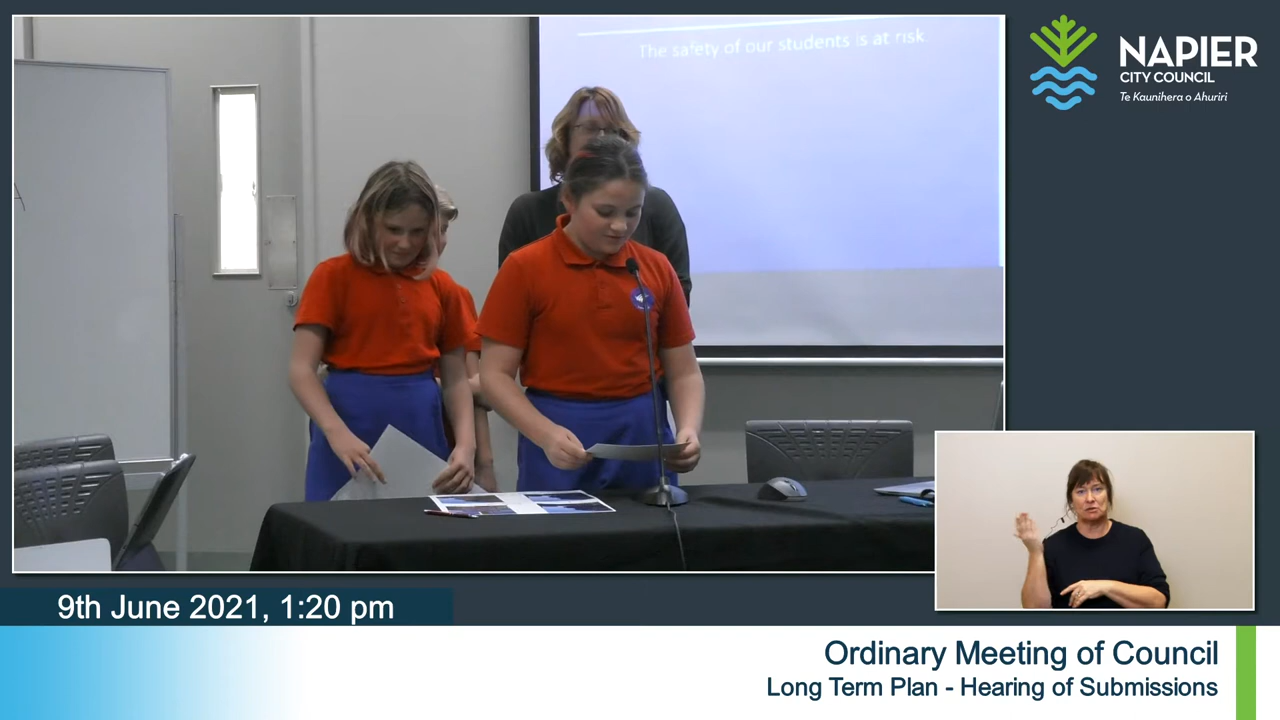 The safety of our students is at risk.
NAPIER
CITY COUNCIL
Te Kaunihera o Ahuriri
9th June 2021, 1:20 pm
Ordinary Meeting of Council
Long Term Plan - Hearing of Submissions